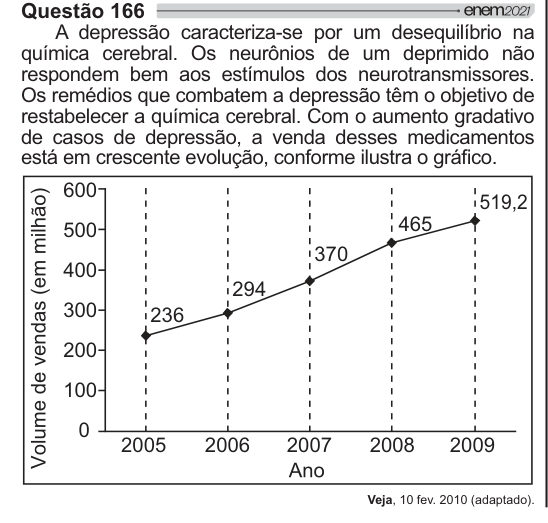 Questão 166 enem2021
A depressão caracteriza-se por um desequilíbrio na
química cerebral. Os neurônios de um deprimido não
respondem bem aos estímulos dos neurotransmissores.
Os remédios que combatem a depressão têm o objetivo de
restabelecer a química cerebral. Com o aumento gradativo
de casos de depressão, a venda desses medicamentos
está em crescente evolução, conforme ilustra o gráfico.
Volume de vendas (em milhão)
600
500
400
300
200
100
0
236
294
370
465
519,2
2005 2006 2007 2008 2009
Ano
Veja, 10 fev. 2010 (adaptado).